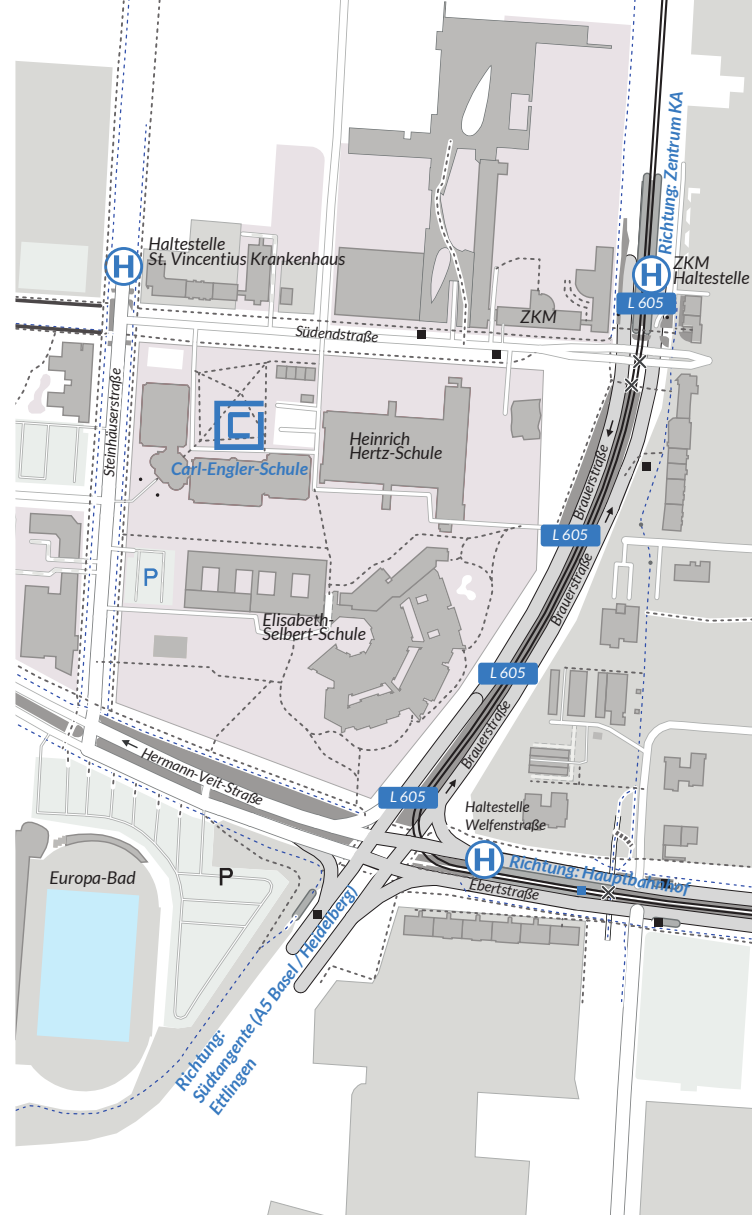 Richtung: Zentrum KA
Haltestelle
St. Vincentius Krankenhaus
H
H
ZKM
Haltestelle
L 605
ZKM
Südendstraße
Steinhäuserstraße
Heinrich
Hertz-Schule
Carl-Engler-Schule
Brauerstraße
L 605
Brauerstraße
P
Elisabeth-
Selbert-Schule
L 605
Brauerstraße
Hermann-Veit-Straße
L 605
Haltestelle
Welfenstraße
H
Richtung: Hauptbahnhof
Ebertstraße
Europa-Bad
P
Richtung:
Südtangente (A5 Basel / Heidelberg)
Ettlingen